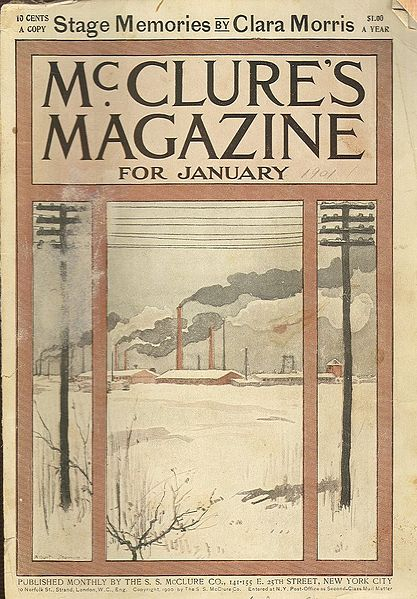 10 CENTS A COPY
Stage Memories BY Clara Morris
$1.00 A YEAR
McCLURE'S
MAGAZINE
FOR JANUARY 1901
PUBLISHED MONTHLY BY THE S. S. McCLURE CO., 141-155 E. 25TH STREET, NEW YORK CITY
10 Norfolk St., Strand, London, W.C., Eng. Copyright, 1900 by The S. S. McClure Co. Entered at N.Y. Post-Office as Second-Class Mail Matter